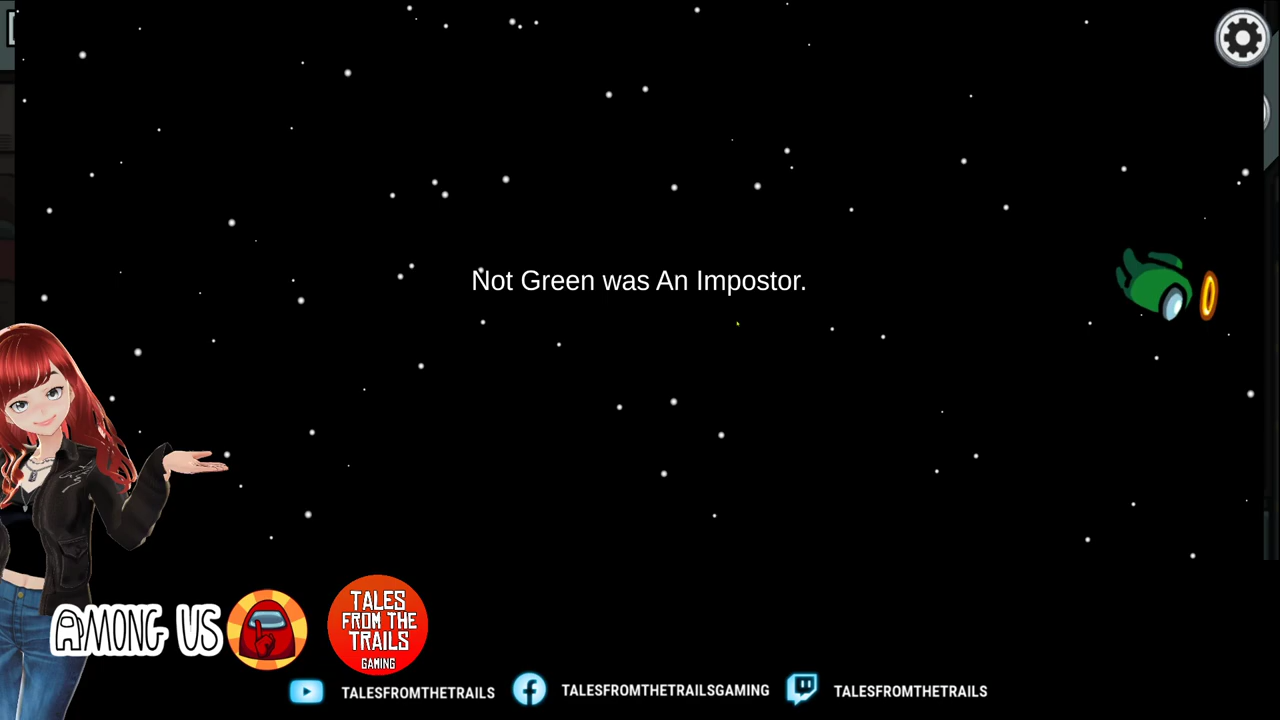 Not Green was An Impostor.
AMONG US
TALES
FROM THE
TRAILS
GAMING
TALESFROMTHETRAILS
TALESFROMTHETRAILSGAMING
TALESFROMTHETRAILS